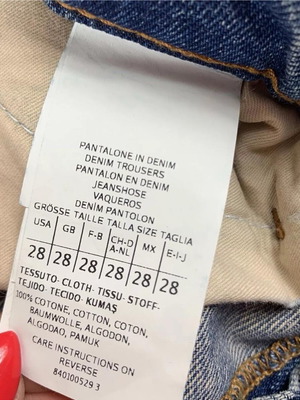 PANTALONE IN DENIM
DENIM TROUSERS
PANTALON EN DENIM
JEANSHOSE
VAQUEROS
DENİM PANTOLON
GRÖSSE TAILLE TALLA SIZE TAGLIA
USA GB F-B CH-D A-NL MX E-I-J
28 28 28 28 28 28
TESSUTO- CLOTH- TISSU- STOFF-
TEJIDO- TECIDO- KUMAŞ
100% COTONE, COTTON, COTON,
BAUMWOLLE, ALGODON,
ALGODAO, PAMUK
CARE INSTRUCTIONS ON
REVERSE
840100529 3